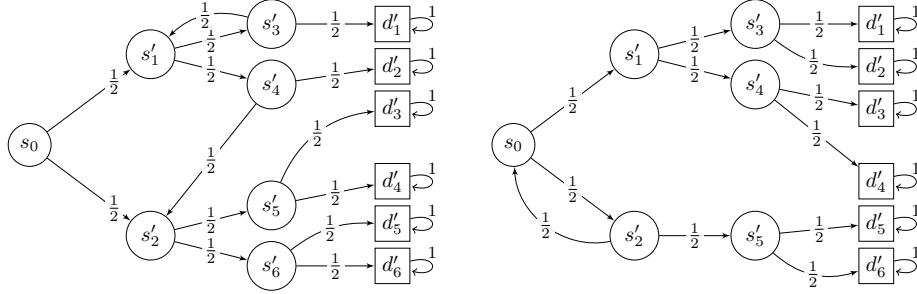 s₀
s′₁
s′₂
s′₃
s′₄
s′₅
s′₆
d′₁
d′₂
d′₃
d′₄
d′₅
d′₆
1/2
1/2
1/2
1/2
1/2
1/2
1/2
1/2
1/2
1/2
1/2
1/2
1/2
1/2
1
1
1
1
1
1
s₀
s′₁
s′₂
s′₃
s′₄
s′₅
d′₁
d′₂
d′₃
d′₄
d′₅
d′₆
1/2
1/2
1/2
1/2
1/2
1/2
1/2
1/2
1/2
1/2
1/2
1/2
1
1
1
1
1
1